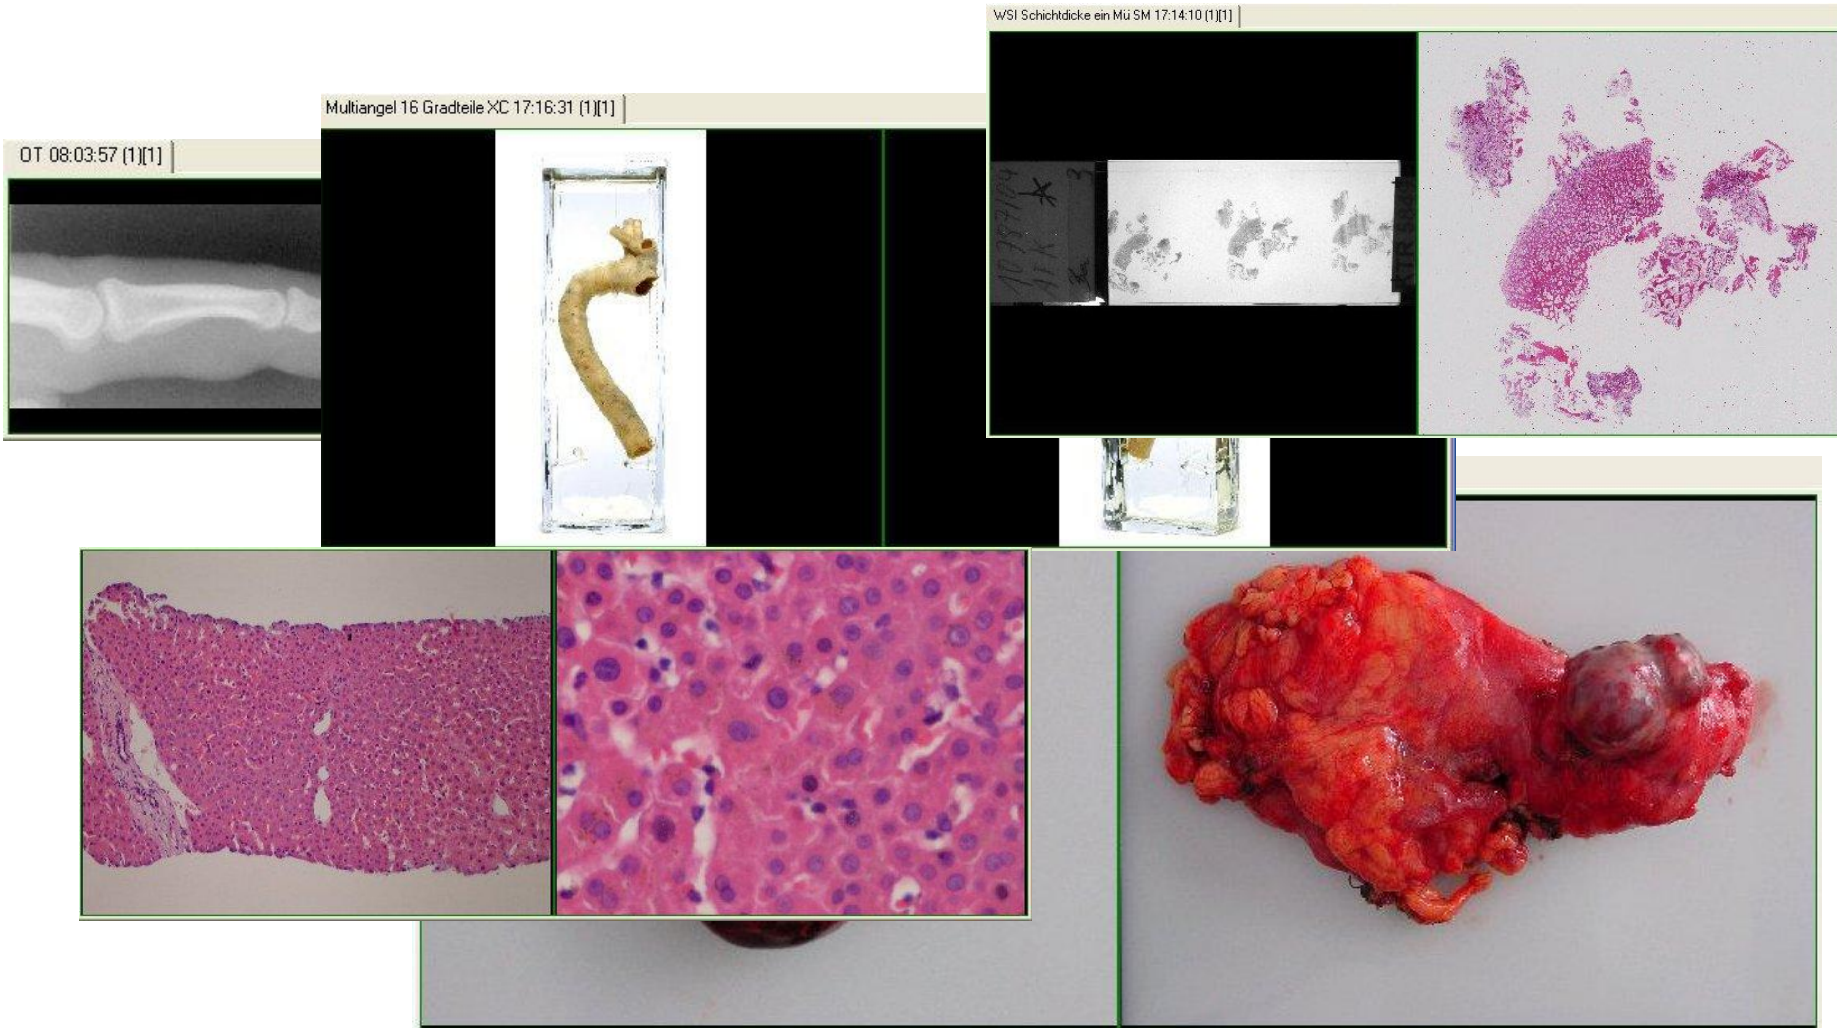 WSI Schichtdicke ein Mü SM 17:14:10 (1)[1]
Multiangel 16 Gradteile XC 17:16:31 (1)[1]
OT 08:03:57 (1)[1]